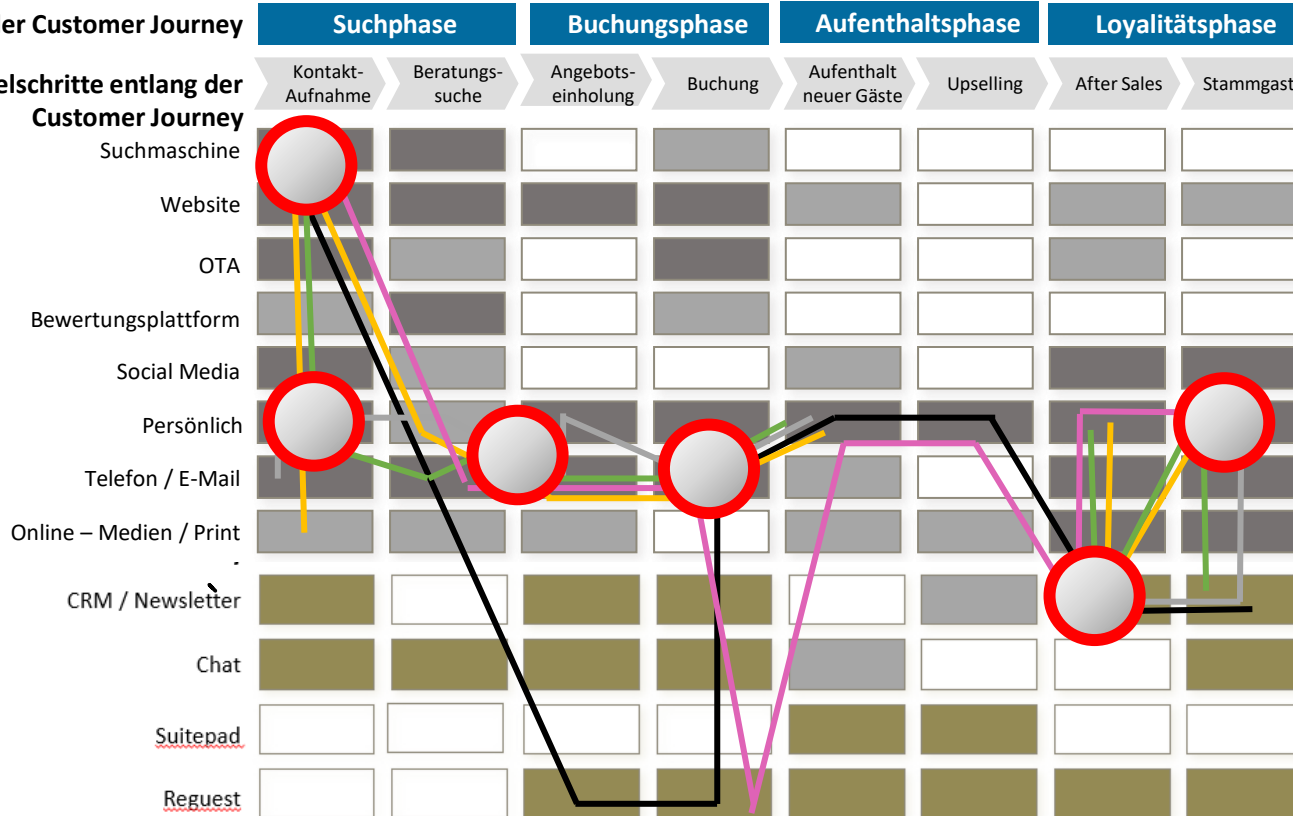 er Customer Journey
Suchphase
Buchungsphase
Aufenthaltsphase
Loyalitätsphase
elschritte entlang der
Customer Journey
Kontakt-
Aufnahme
Beratungs-
suche
Angebots-
einholung
Buchung
Aufenthalt
neuer Gäste
Upselling
After Sales
Stammgast
Suchmaschine
Website
OTA
Bewertungsplattform
Social Media
Persönlich
Telefon / E-Mail
Online – Medien / Print
CRM / Newsletter
Chat
Suitepad
Reguest